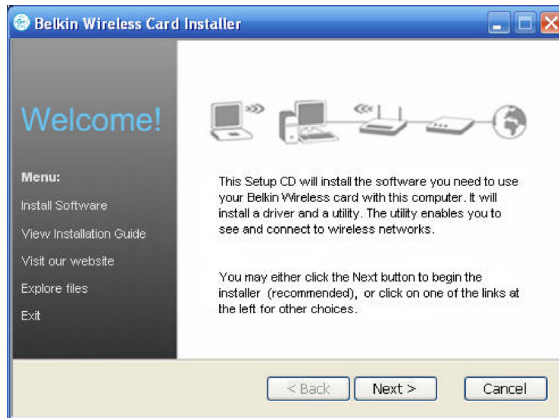 Belkin Wireless Card Installer
Welcome!
Menu:
Install Software
View Installation Guide
Visit our website
Explore files
Exit
This Setup CD will install the software you need to use
your Belkin Wireless card with this computer. It will
install a driver and a utility. The utility enables you to
see and connect to wireless networks.
You may either click the Next button to begin the
installer (recommended), or click on one of the links at
the left for other choices.
< Back
Next >
Cancel